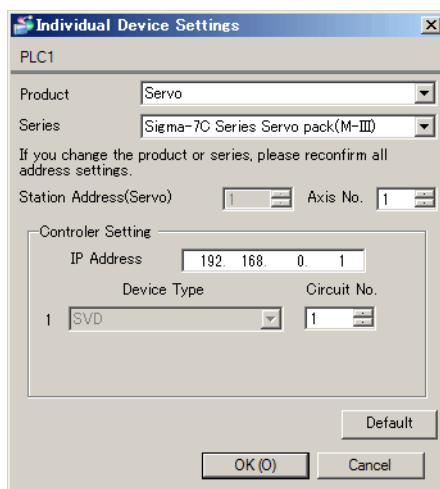 Individual Device Settings
PLC1
Product Servo
Series Sigma-7C Series Servo pack(M-Ⅲ)
If you change the product or series, please reconfirm all
address settings.
Station Address(Servo) 1 Axis No. 1
Controler Setting
IP Address 192. 168. 0. 1
Device Type Circuit No.
1 SVD 1
Default
OK (O) Cancel